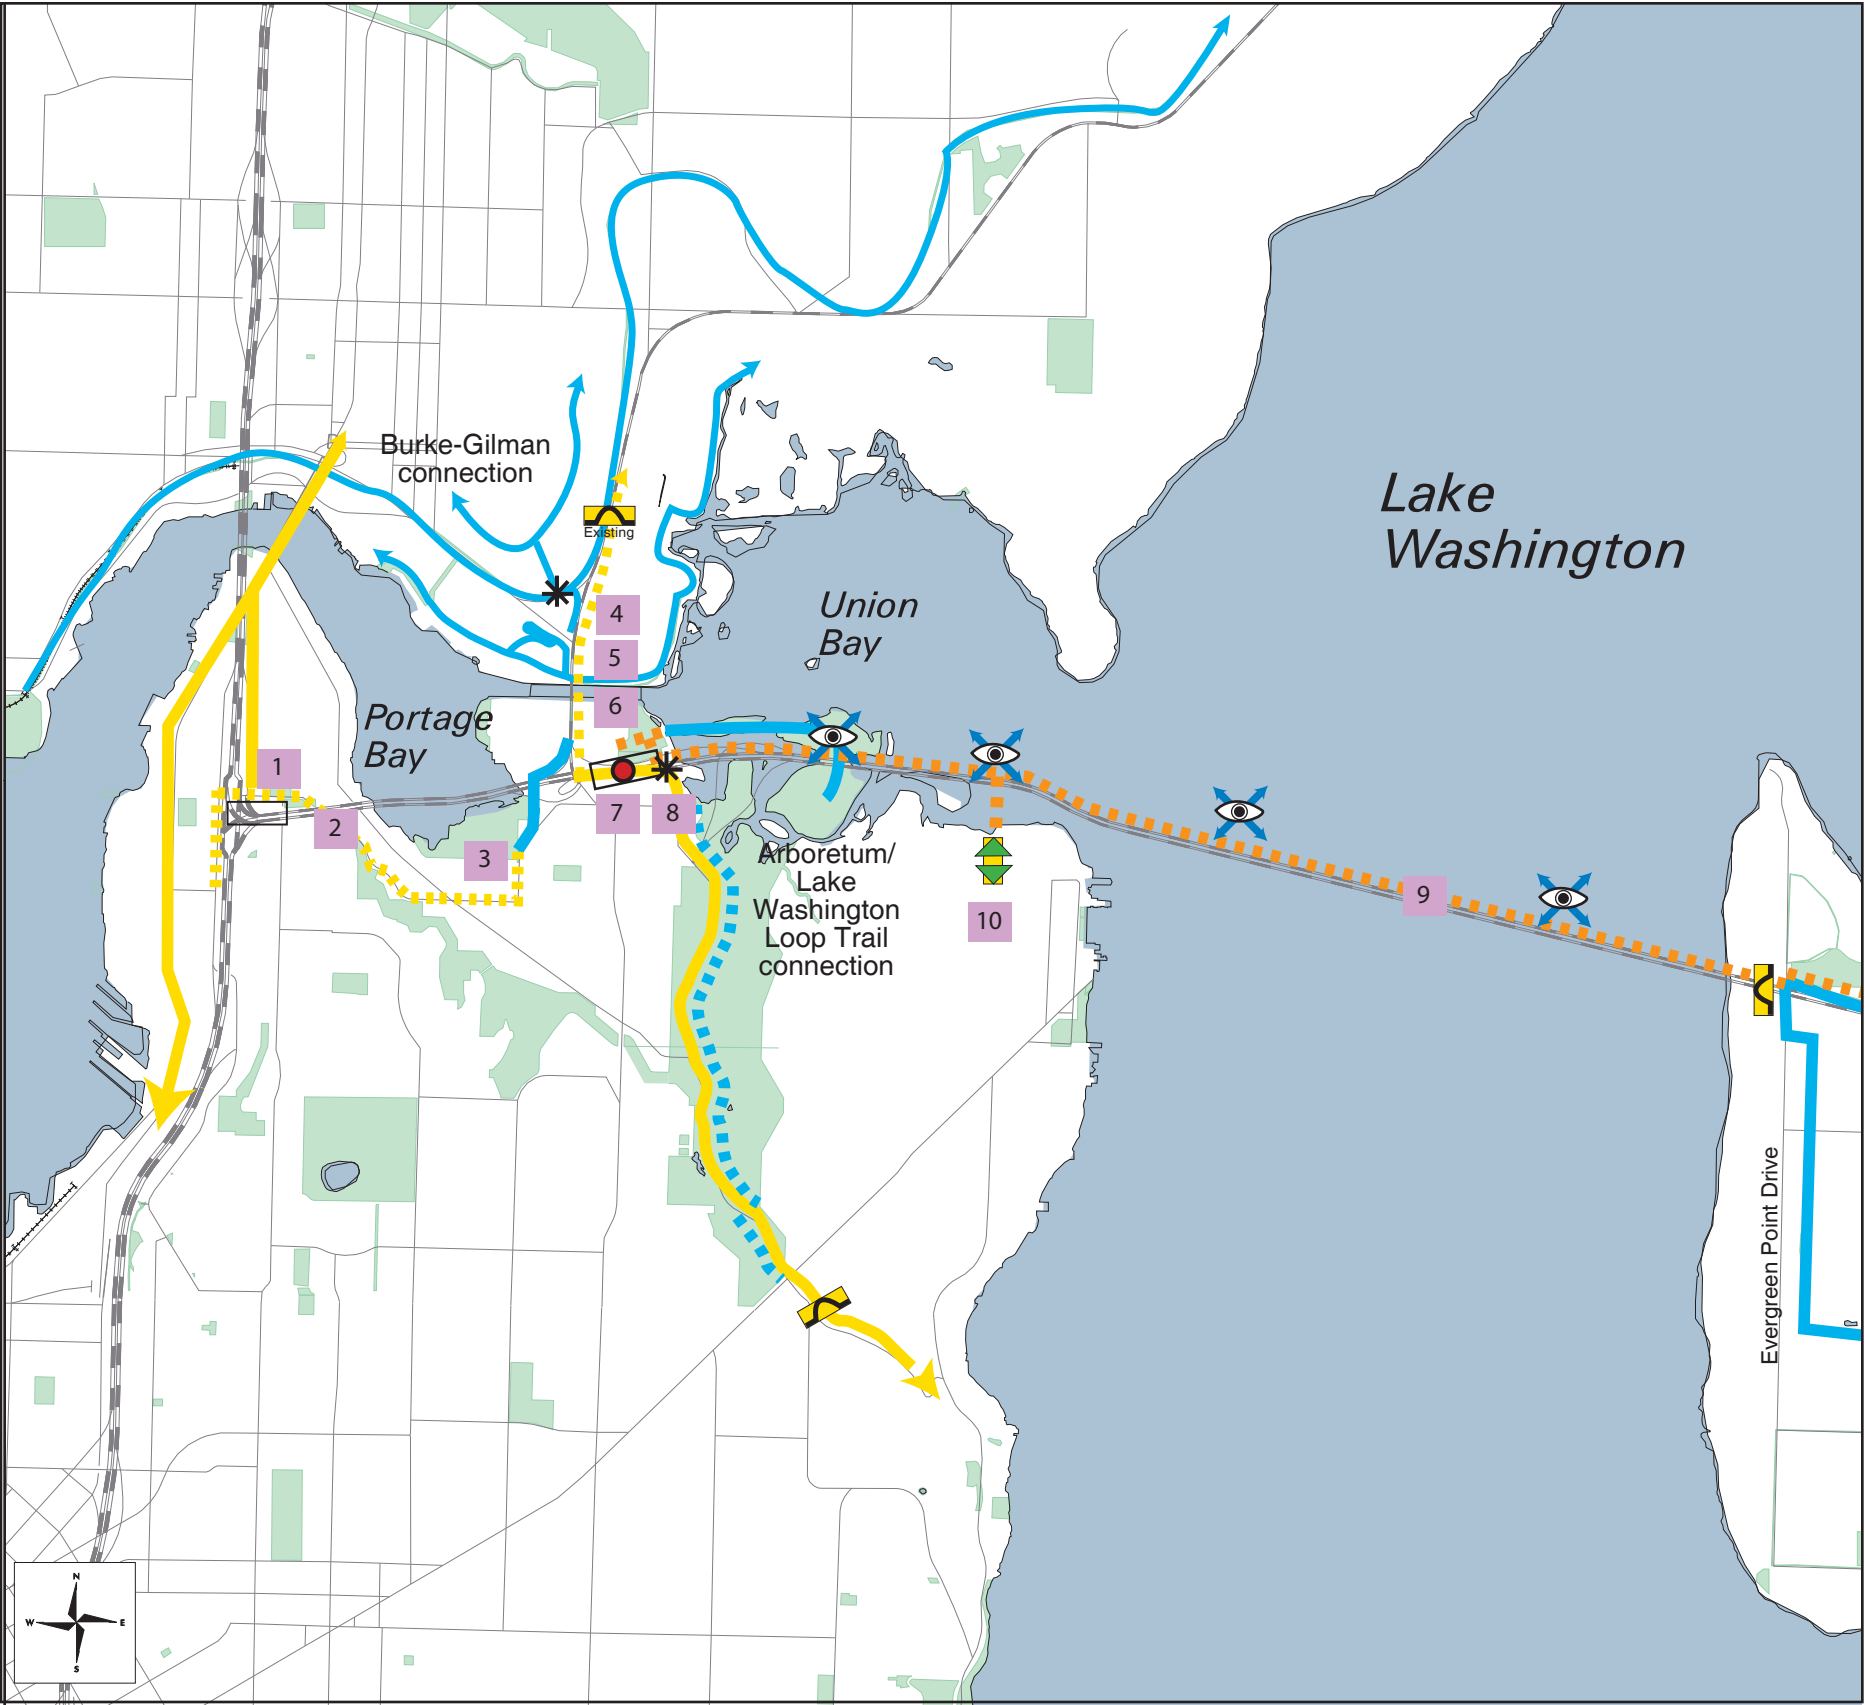 Burke-Gilman
connection
Existing
Lake
Washington
Union
Bay
4
5
6
Portage
Bay
1
2
3
7
8
Arboretum/
Lake
Washington
Loop Trail
connection
9
10
Evergreen Point Drive
N
W
E
S